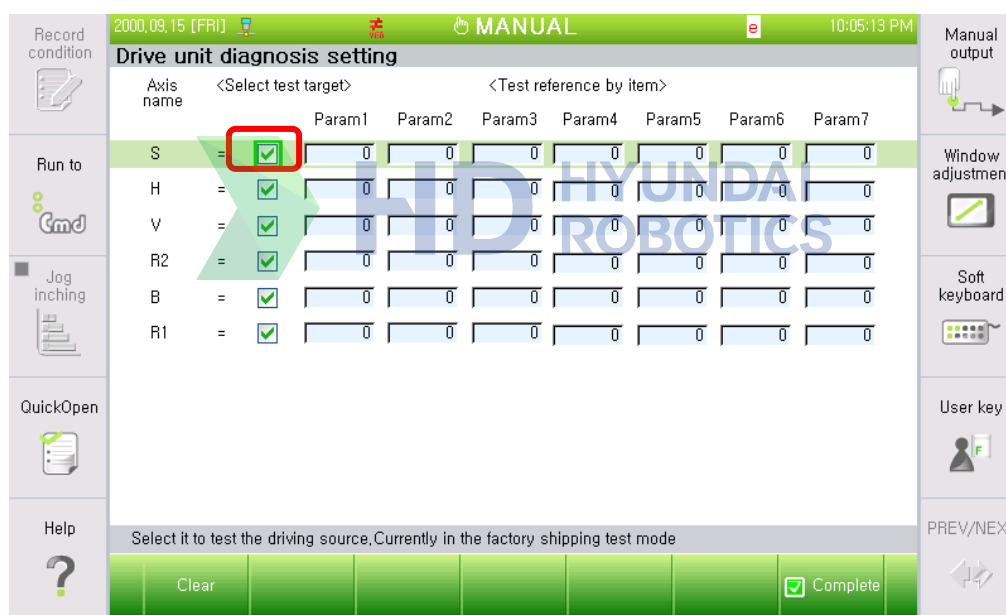 Record
condition
2000,09,15 [FRI]
MANUAL
e
10:05:13 PM
Manual
output
Drive unit diagnosis setting
Axis
name
<Select test target>
<Test reference by item>
Param1 Param2 Param3 Param4 Param5 Param6 Param7
S = 0 0 0 0 0 0 0
H = 0 0 0 0 0 0 0
V = 0 0 0 0 0 0 0
R2 = 0 0 0 0 0 0 0
B = 0 0 0 0 0 0 0
R1 = 0 0 0 0 0 0 0
HD HYUNDAI
ROBOTICS
Run to
Cmd
Jog
inching
QuickOpen
Help
?
Window
adjustmen
Soft
keyboard
User key
F
PREV/NEX
Select it to test the driving source,Currently in the factory shipping test mode
Clear
Complete